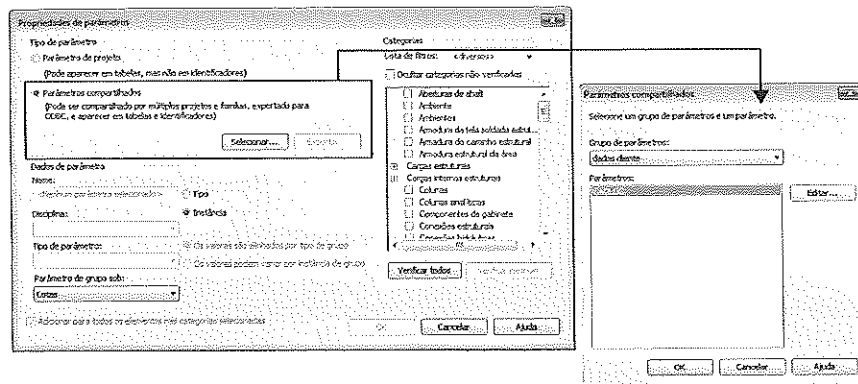 Propriedades de parâmetros
Tipo de parâmetro
Parâmetro de projeto
(Pode aparecer em tabelas, mas não em identificadores)
Parâmetros compartilhados
(Pode ser compartilhado por múltiplos projetos e famílias, exportado para
ODBC, e aparecer em tabelas e identificadores)
Selecionar...
Exportar...
Dados de parâmetro
Nome:
<Nenhum parâmetro selecionado>
Tipo
Disciplina:
Instância
Tipo de parâmetro:
Os valores são alinhados por tipo de grupo
Os valores podem variar por instância de grupo
Parâmetro de grupo sob:
Cotas
Adicionar para todos os elementos nas categorias selecionadas
Categorias
Lista de filtros:
<diversos>
Ocultar categorias não verificadas
Aberturas de shaft
Ambiente
Ambientes
Armadura da tela soldada estrut...
Armadura do caminho estrutural
Armadura estrutural da área
Cargas estruturais
Cargas internas estruturais
Colunas
Colunas analíticas
Componentes do gabinete
Conexões estruturais
Conexões hidráulicas
Verificar todos
OK
Cancelar
Ajuda
Parâmetros compartilhados
Selecione um grupo de parâmetros e um parâmetro.
Grupo de parâmetros:
dados cliente
Parâmetros:
Editar...
OK
Cancelar
Ajuda